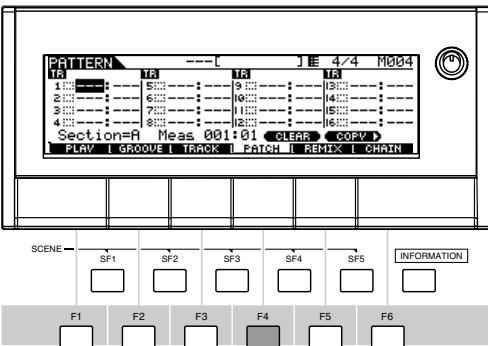 PATTERN ---[ ] 4/4 M004
TR TR TR TR
1 ---:--- 5 ---:--- 9 ---:--- 13 ---:---
2 ---:--- 6 ---:--- 10 ---:--- 14 ---:---
3 ---:--- 7 ---:--- 11 ---:--- 15 ---:---
4 ---:--- 8 ---:--- 12 ---:--- 16 ---:---
Section=A Meas 001:01 CLEAR COPY
PLAY GROOVE TRACK PATCH REMIX CHAIN
SCENE SF1 SF2 SF3 SF4 SF5 INFORMATION
F1 F2 F3 F4 F5 F6